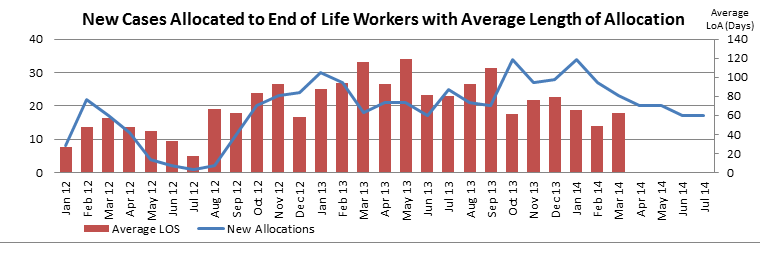 New Cases Allocated to End of Life Workers with Average Length of Allocation
Average
LoA (Days)
40
30
20
10
0
140
120
100
80
60
40
20
0
Jan 12
Feb 12
Mar 12
Apr 12
May 12
Jun 12
Jul 12
Aug 12
Sep 12
Oct 12
Nov 12
Dec 12
Jan 13
Feb 13
Mar 13
Apr 13
May 13
Jun 13
Jul 13
Aug 13
Sep 13
Oct 13
Nov 13
Dec 13
Jan 14
Feb 14
Mar 14
Apr 14
May 14
Jun 14
Jul 14
Average LOS
New Allocations